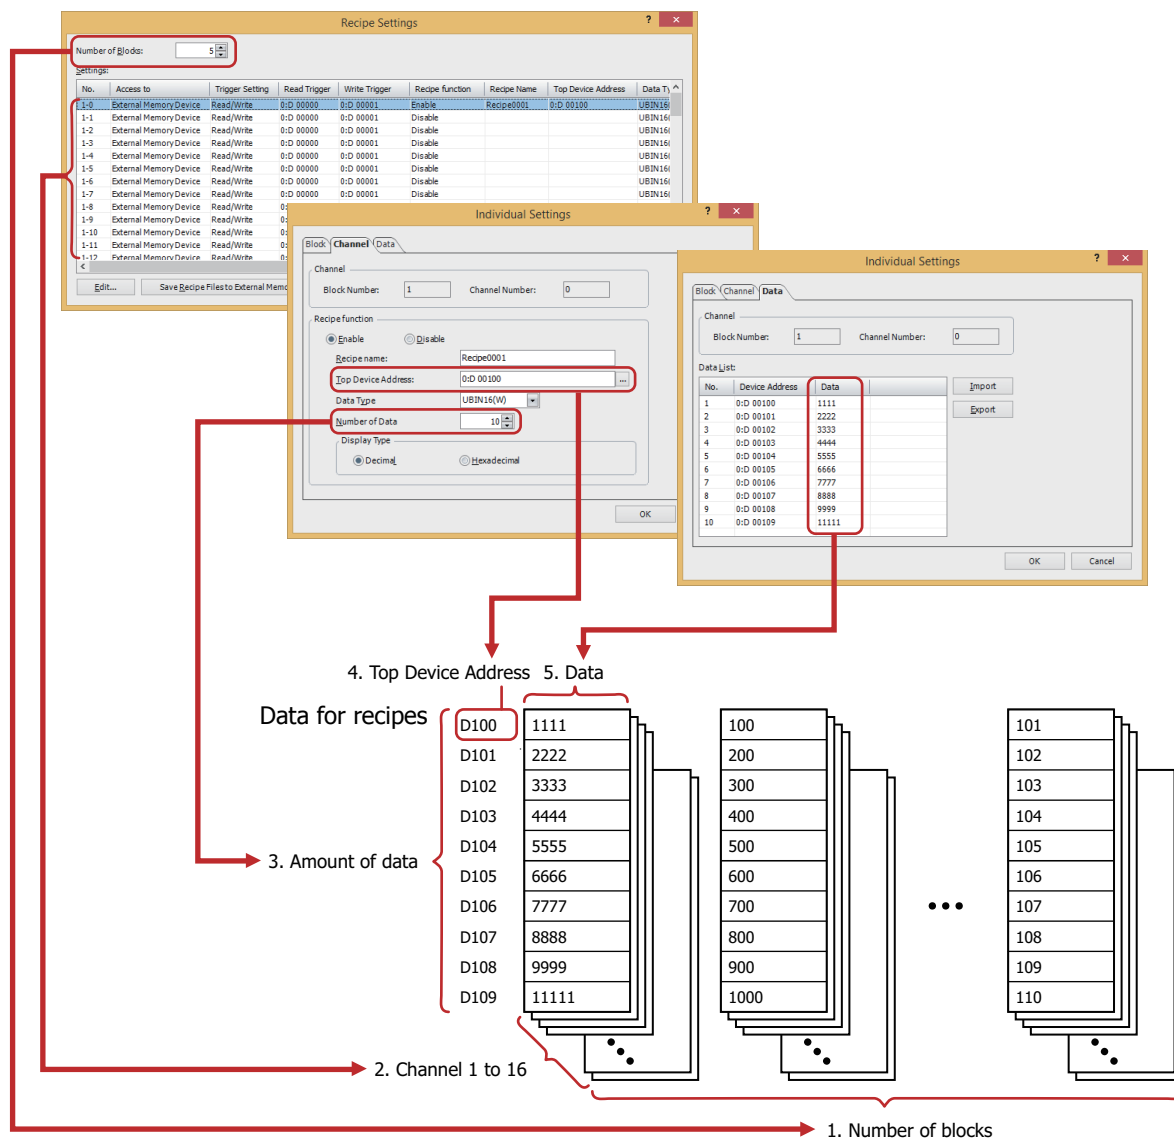 Recipe Settings
? ×
Number of Blocks: 5
Settings:
No. Access to Trigger Setting Read Trigger Write Trigger Recipe function Recipe Name Top Device Address Data Ty
1-0 External Memory Device Read/Write 0:D 00000 0:D 00001 Enable Recipe0001 0:D 00100 UBIN16(
1-1 External Memory Device Read/Write 0:D 00000 0:D 00001 Disable UBIN16(
1-2 External Memory Device Read/Write 0:D 00000 0:D 00001 Disable UBIN16(
1-3 External Memory Device Read/Write 0:D 00000 0:D 00001 Disable UBIN16(
1-4 External Memory Device Read/Write 0:D 00000 0:D 00001 Disable UBIN16(
1-5 External Memory Device Read/Write 0:D 00000 0:D 00001 Disable UBIN16(
1-6 External Memory Device Read/Write 0:D 00000 0:D 00001 Disable UBIN16(
1-7 External Memory Device Read/Write 0:D 00000 0:D 00001 Disable UBIN16(
1-8 External Memory Device Read/Write 0:
1-9 External Memory Device Read/Write 0:
1-10 External Memory Device Read/Write 0:
1-11 External Memory Device Read/Write 0:
1-12 External Memory Device Read/Write 0:
Edit... Save Recipe Files to External Memo
Individual Settings
? ×
Block Channel Data
Channel
Block Number: 1 Channel Number: 0
Recipe function
Enable Disable
Recipe name: Recipe0001
Top Device Address: 0:D 00100 ...
Data Type UBIN16(W)
Number of Data 10
Display Type
Decimal Hexadecimal
OK
Individual Settings
? ×
Block Channel Data
Channel
Block Number: 1 Channel Number: 0
Data List:
No. Device Address Data
1 0:D 00100 1111
2 0:D 00101 2222
3 0:D 00102 3333
4 0:D 00103 4444
5 0:D 00104 5555
6 0:D 00105 6666
7 0:D 00106 7777
8 0:D 00107 8888
9 0:D 00108 9999
10 0:D 00109 11111
Import
Export
OK Cancel
4. Top Device Address 5. Data
Data for recipes
D100 1111 100 101
D101 2222 200 102
D102 3333 300 103
D103 4444 400 104
D104 5555 500 105
D105 6666 600 106
D106 7777 700 107
D107 8888 800 108
D108 9999 900 109
D109 11111 1000 110
3. Amount of data
2. Channel 1 to 16
1. Number of blocks